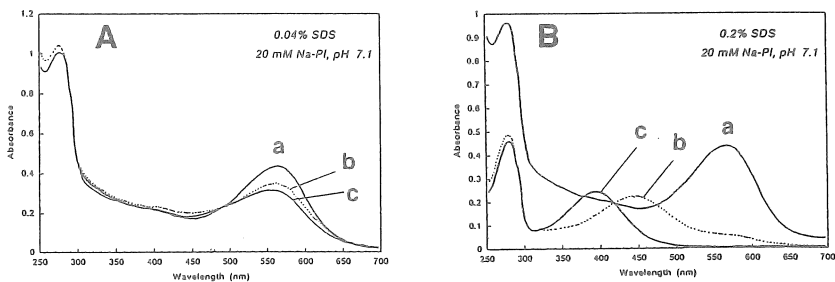 A
0.04% SDS
20 mM Na-Pi, pH 7.1
a
b
c
1.2
1
0.8
0.6
0.4
0.2
0
Absorbance
250 300 350 400 450 500 550 600 650 700
Wavelength (nm)
B
0.2% SDS
20 mM Na-Pi, pH 7.1
c
b
a
1
0.9
0.8
0.7
0.6
0.5
0.4
0.3
0.2
0.1
0
Absorbance
250 300 350 400 450 500 550 600 650 700
Wavelength (nm)